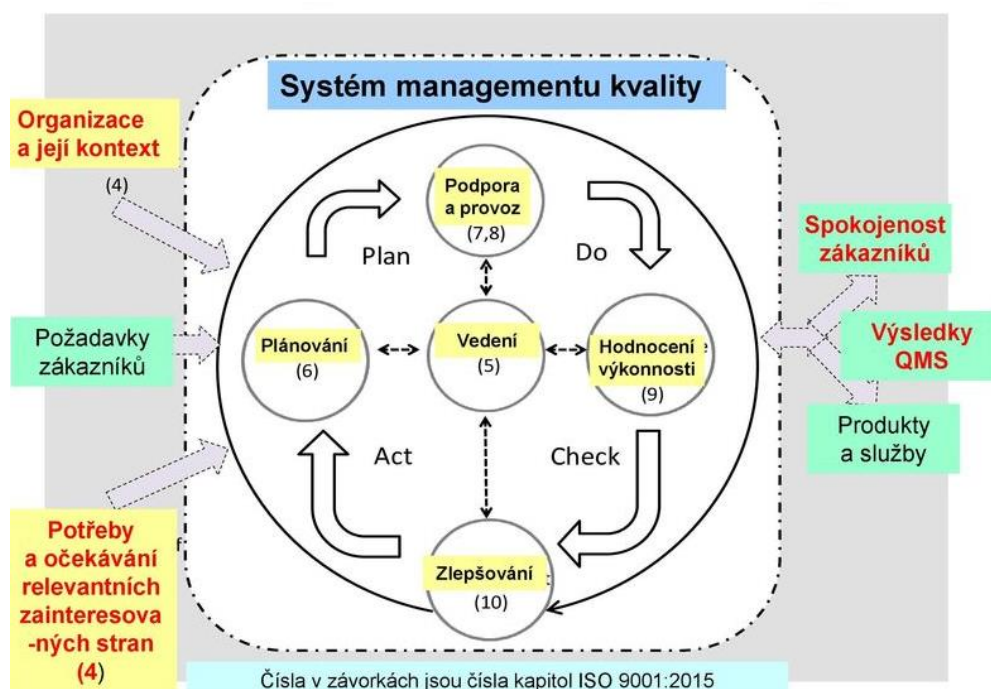 Systém managementu kvality
Organizace
a její kontext
(4)
Požadavky
zákazníků
Potřeby
a očekávání
relevantních
zainteresova
-ných stran
(4)
Podpora
a provoz
(7,8)
Plan
Do
Plánování
(6)
Vedení
(5)
Hodnocení
výkonnosti
(9)
Act
Check
Zlepšování
(10)
Spokojenost
zákazníků
Výsledky
QMS
Produkty
a služby
Čísla v závorkách jsou čísla kapitol ISO 9001:2015